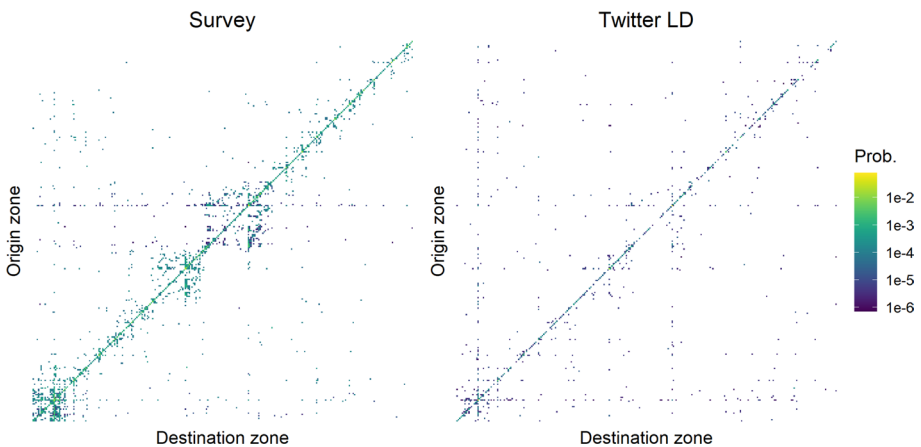 Survey
Twitter LD
Origin zone
Destination zone
Origin zone
Destination zone
Prob.
1e-2
1e-3
1e-4
1e-5
1e-6